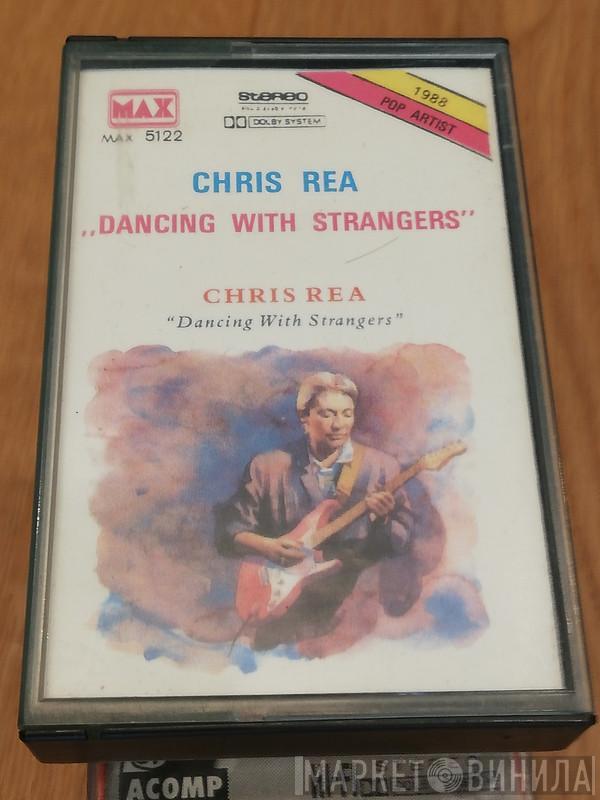 MAX
MAX 5122
STEREO
DOLBY SYSTEM
1988
POP ARTIST
CHRIS REA
,,DANCING WITH STRANGERS"
CHRIS REA
"Dancing With Strangers"
ACOMP
МАРКЕТ ВИНИЛА